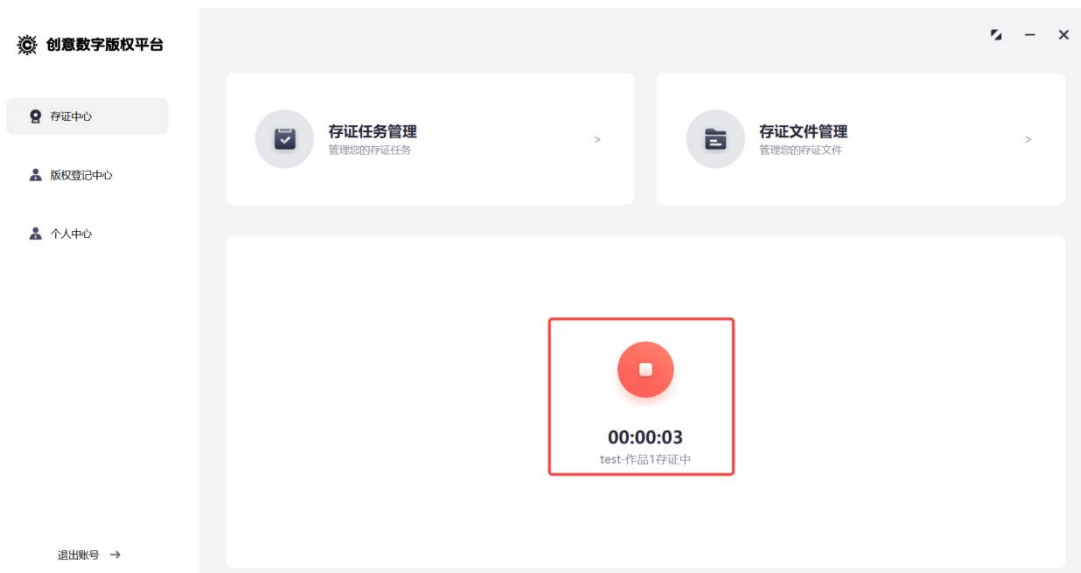 创意数字版权平台
存证中心
版权登记中心
个人中心
退出账号 →
存证任务管理
管理您的存证任务
>
存证文件管理
管理您的存证文件
>
00:00:03
test-作品1存证中